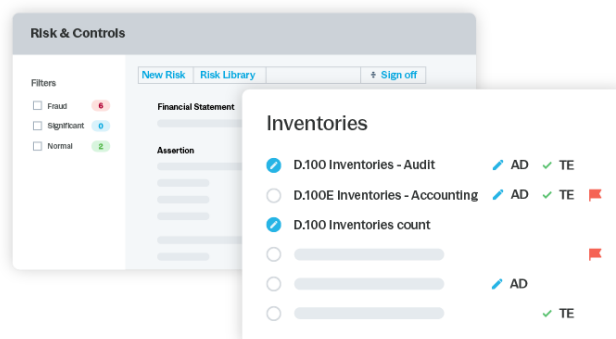 Risk & Controls
New Risk Risk Library Sign off
Filters
Fraud 6
Significant 0
Normal 2
Financial Statement
Assertion
Inventories
D.100 Inventories - Audit AD TE
D.100E Inventories - Accounting AD TE
D.100 Inventories count
AD
TE